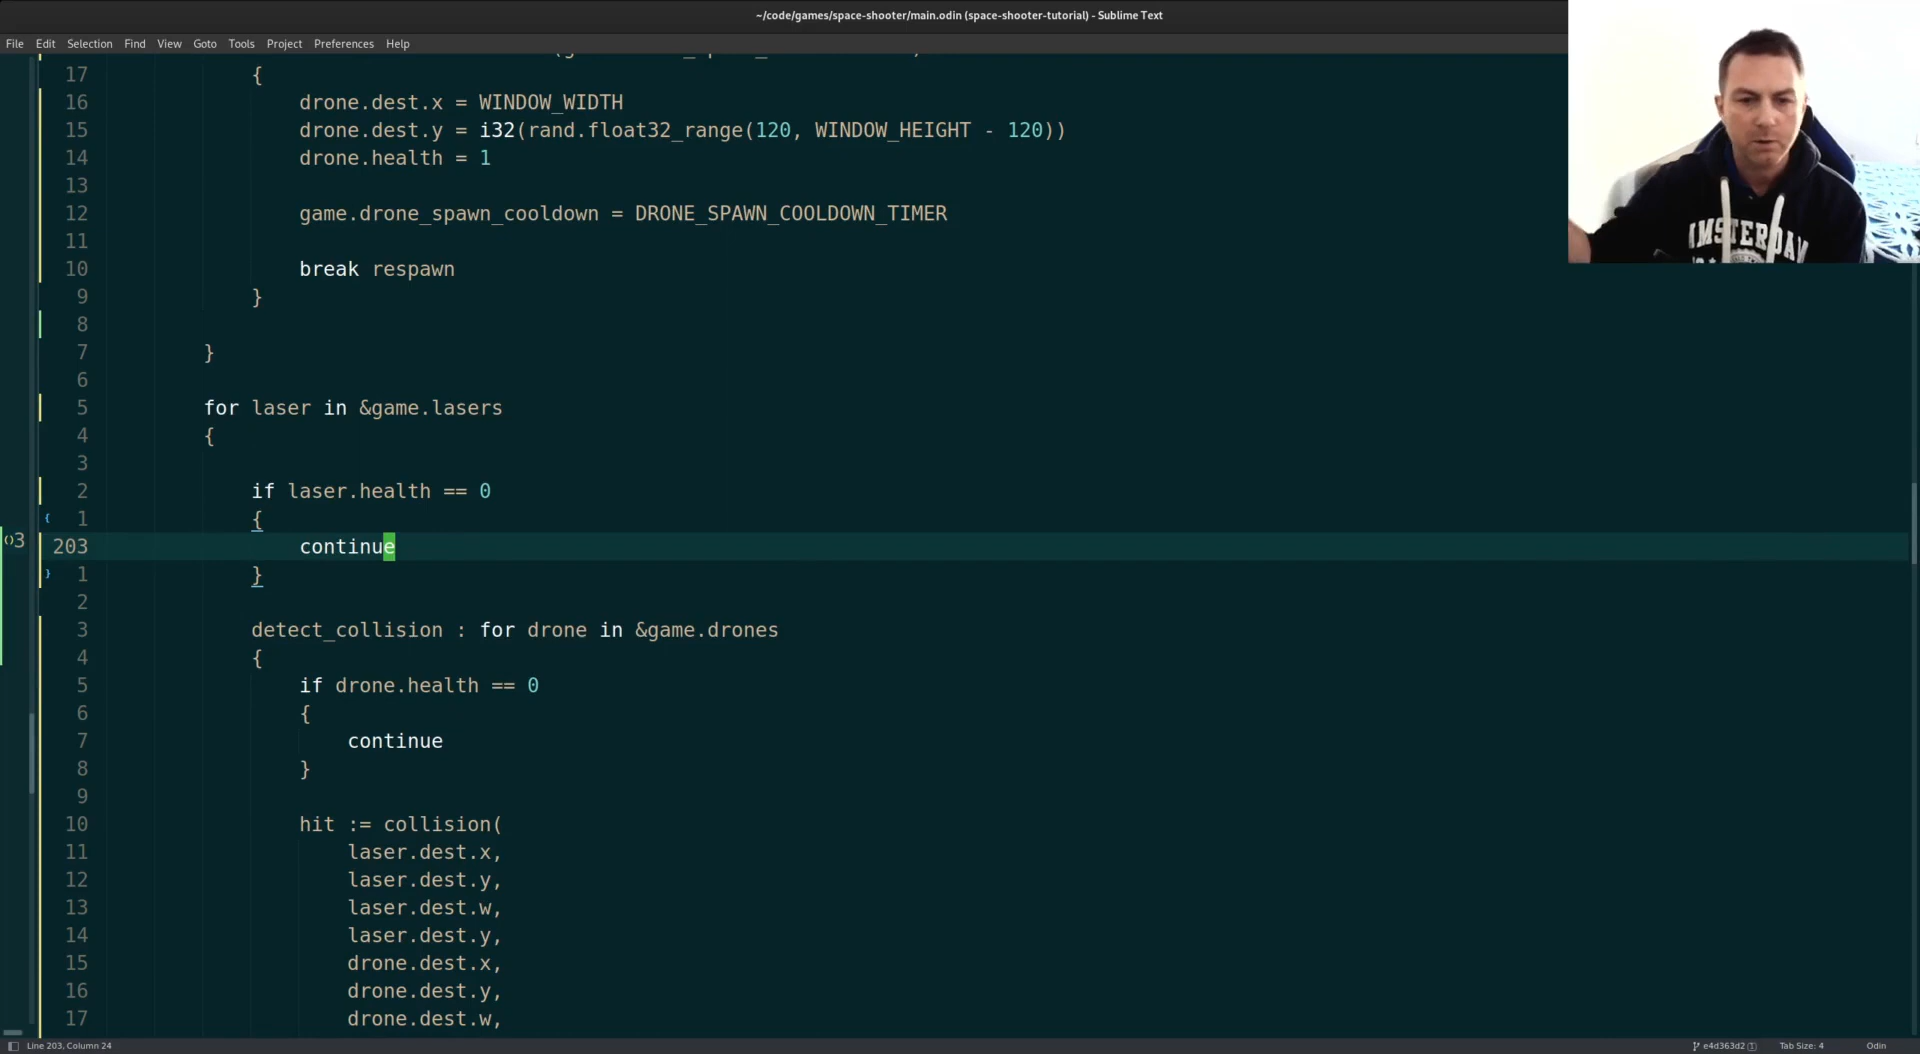 ~/code/games/space-shooter/main.odin (space-shooter-tutorial) - Sublime Text
File Edit Selection Find View Goto Tools Project Preferences Help
17 {
16 drone.dest.x = WINDOW_WIDTH
15 drone.dest.y = i32(rand.float32_range(120, WINDOW_HEIGHT - 120))
14 drone.health = 1
13
12 game.drone_spawn_cooldown = DRONE_SPAWN_COOLDOWN_TIMER
11
10 break respawn
9 }
8
7 }
6
5 for laser in &game.lasers
4 {
3
2 if laser.health == 0
{ 1 {
203 continue
} 1 }
2
3 detect_collision : for drone in &game.drones
4 {
5 if drone.health == 0
6 {
7 continue
8 }
9
10 hit := collision(
11 laser.dest.x,
12 laser.dest.y,
13 laser.dest.w,
14 laser.dest.y,
15 drone.dest.x,
16 drone.dest.y,
17 drone.dest.w,
Line 203, Column 24
e4d363d2 (1) Tab Size: 4 Odin
AMSTERDAM